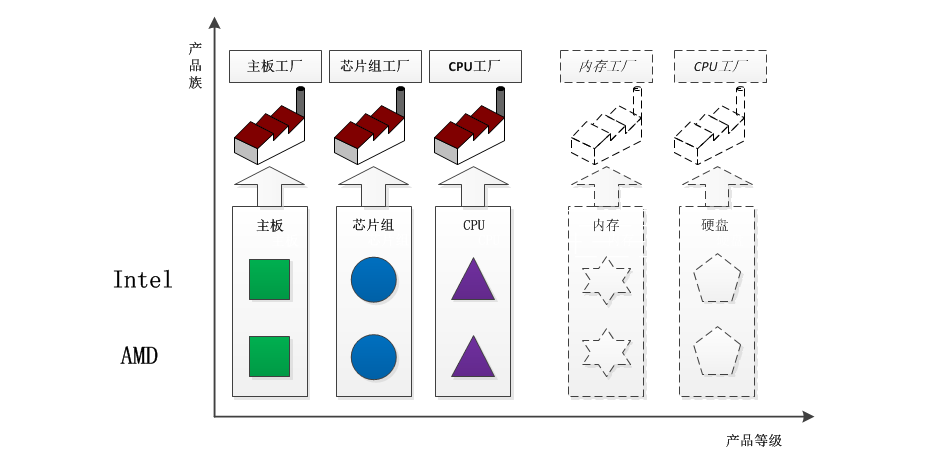 产品族
主板工厂
芯片组工厂
CPU工厂
内存工厂
CPU工厂
主板
芯片组
CPU
内存
硬盘
Intel
AMD
产品等级